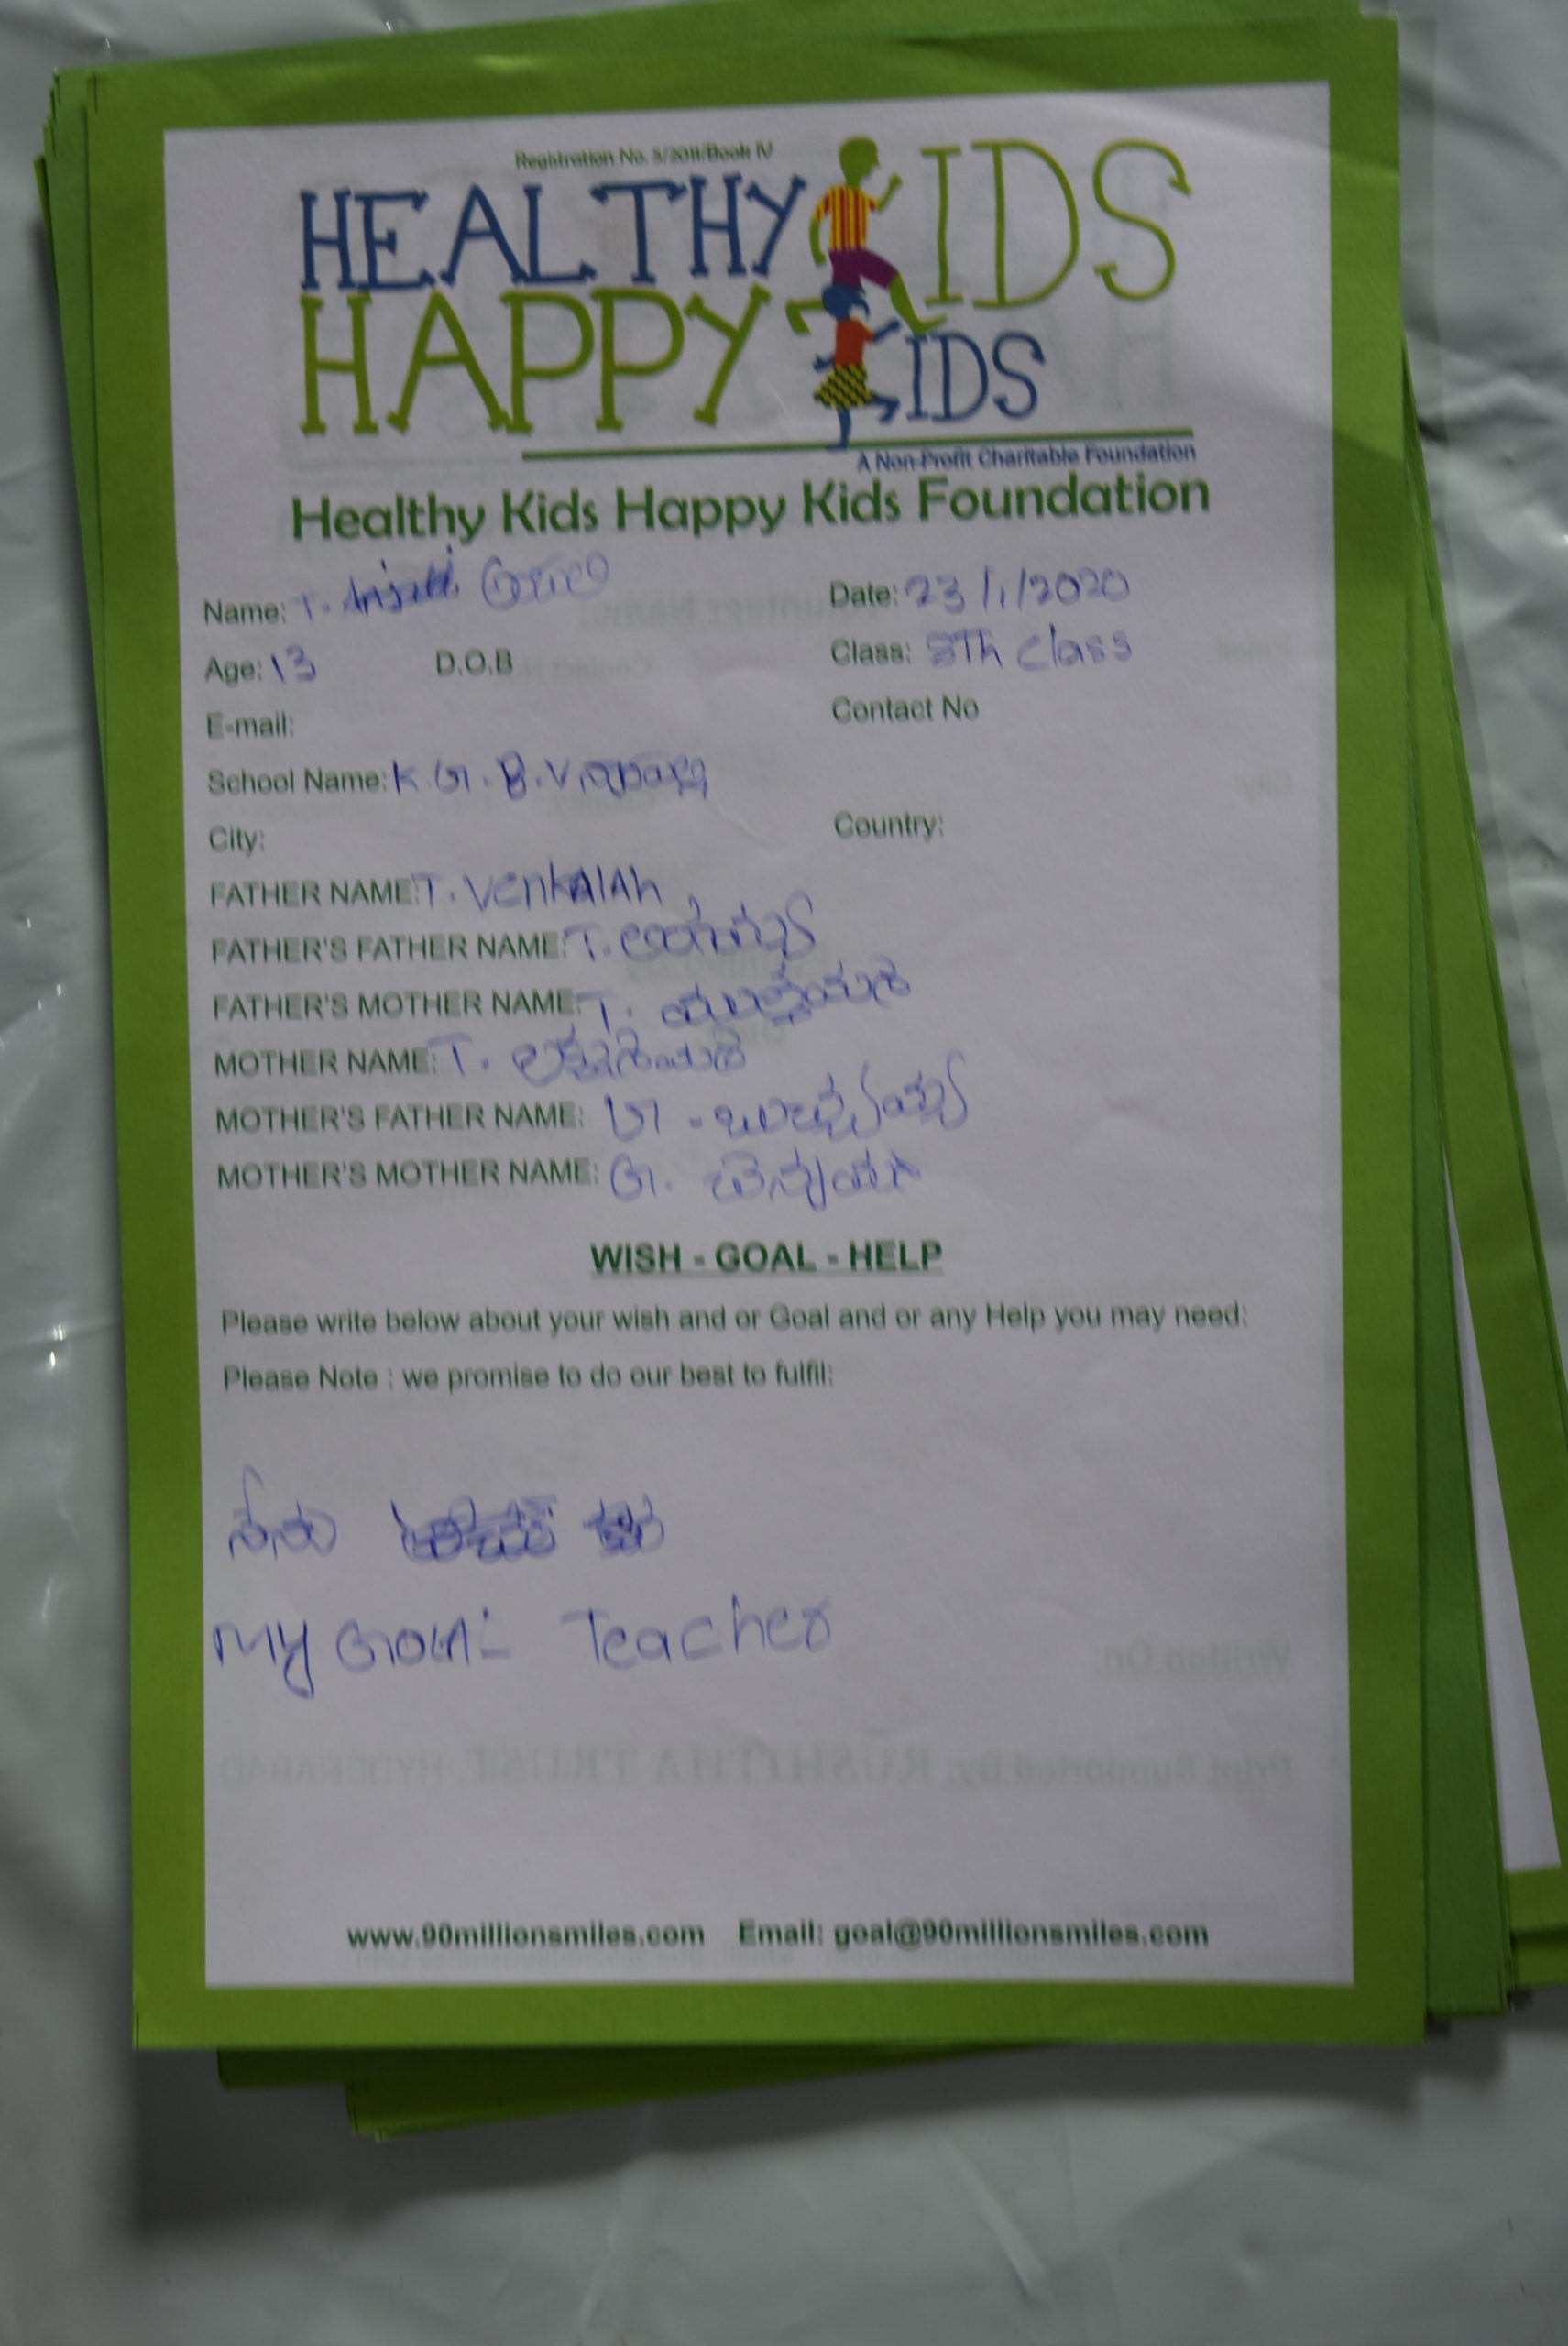 Registration No. 5/2011/Book IV
HEALTHY KIDS
HAPPY KIDS
A Non-Profit Charitable Foundation
Healthy Kids Happy Kids Foundation
Name: T. Anjali
Date: 23/1/2020
Age: 13 D.O.B
Class: 8Th class
E-mail:
Contact No
School Name: K.G.B.V
City:
Country:
FATHER NAME: T. Venkaiah
FATHER'S FATHER NAME: T.
FATHER'S MOTHER NAME: T.
MOTHER NAME: T.
MOTHER'S FATHER NAME: G.
MOTHER'S MOTHER NAME: G.
WISH - GOAL - HELP
Please write below about your wish and or Goal and or any Help you may need:
Please Note : we promise to do our best to fulfil:
నేను
My Goal:- Teacher
www.90millionsmiles.com Email: goal@90millionsmiles.com